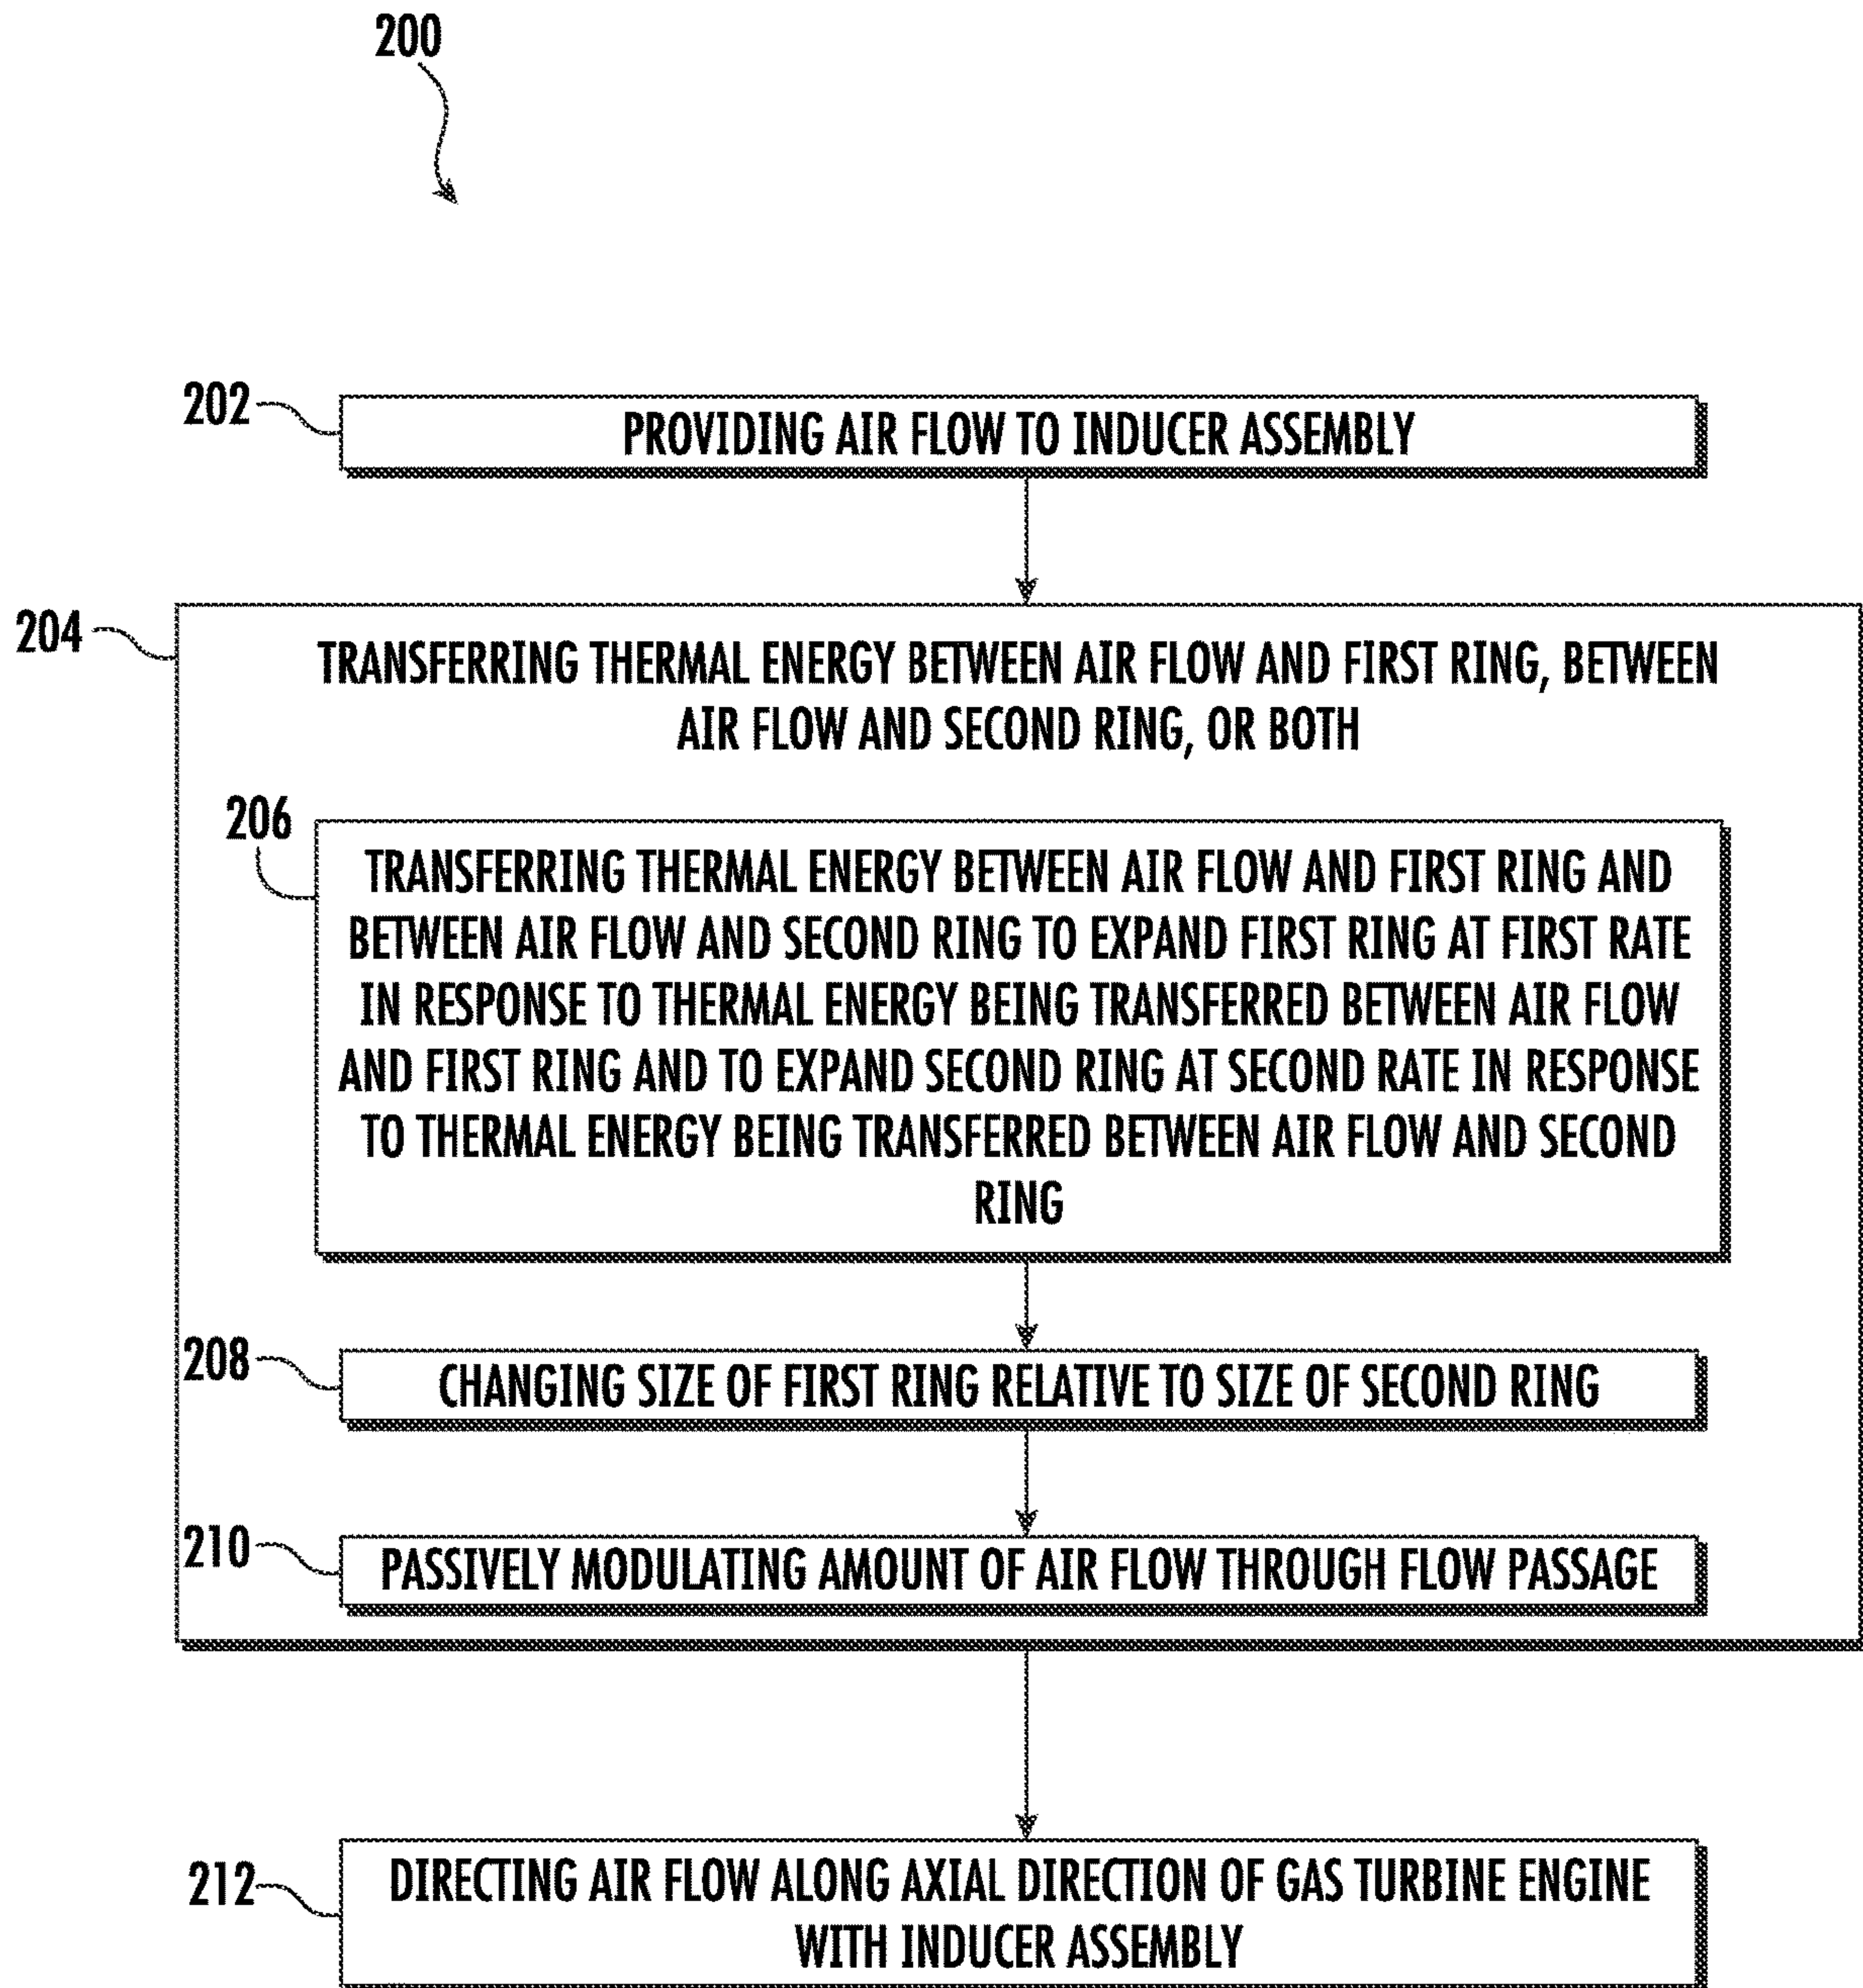 200
202
PROVIDING AIR FLOW TO INDUCER ASSEMBLY
204
TRANSFERRING THERMAL ENERGY BETWEEN AIR FLOW AND FIRST RING, BETWEEN
AIR FLOW AND SECOND RING, OR BOTH
206
TRANSFERRING THERMAL ENERGY BETWEEN AIR FLOW AND FIRST RING AND
BETWEEN AIR FLOW AND SECOND RING TO EXPAND FIRST RING AT FIRST RATE
IN RESPONSE TO THERMAL ENERGY BEING TRANSFERRED BETWEEN AIR FLOW
AND FIRST RING AND TO EXPAND SECOND RING AT SECOND RATE IN RESPONSE
TO THERMAL ENERGY BEING TRANSFERRED BETWEEN AIR FLOW AND SECOND
RING
208
CHANGING SIZE OF FIRST RING RELATIVE TO SIZE OF SECOND RING
210
PASSIVELY MODULATING AMOUNT OF AIR FLOW THROUGH FLOW PASSAGE
212
DIRECTING AIR FLOW ALONG AXIAL DIRECTION OF GAS TURBINE ENGINE
WITH INDUCER ASSEMBLY